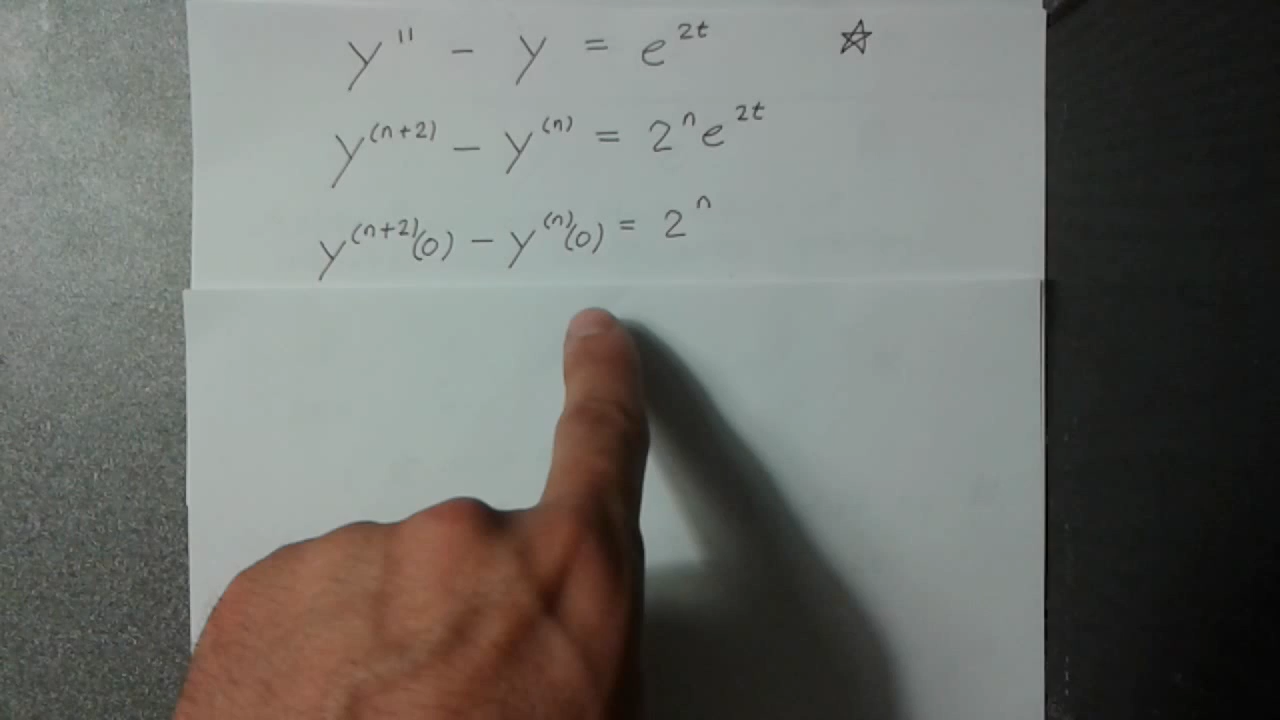 y'' - y = e^{2t} ☆
y^{(n+2)} - y^{(n)} = 2^n e^{2t}
y^{(n+2)}(0) - y^{(n)}(0) = 2^n